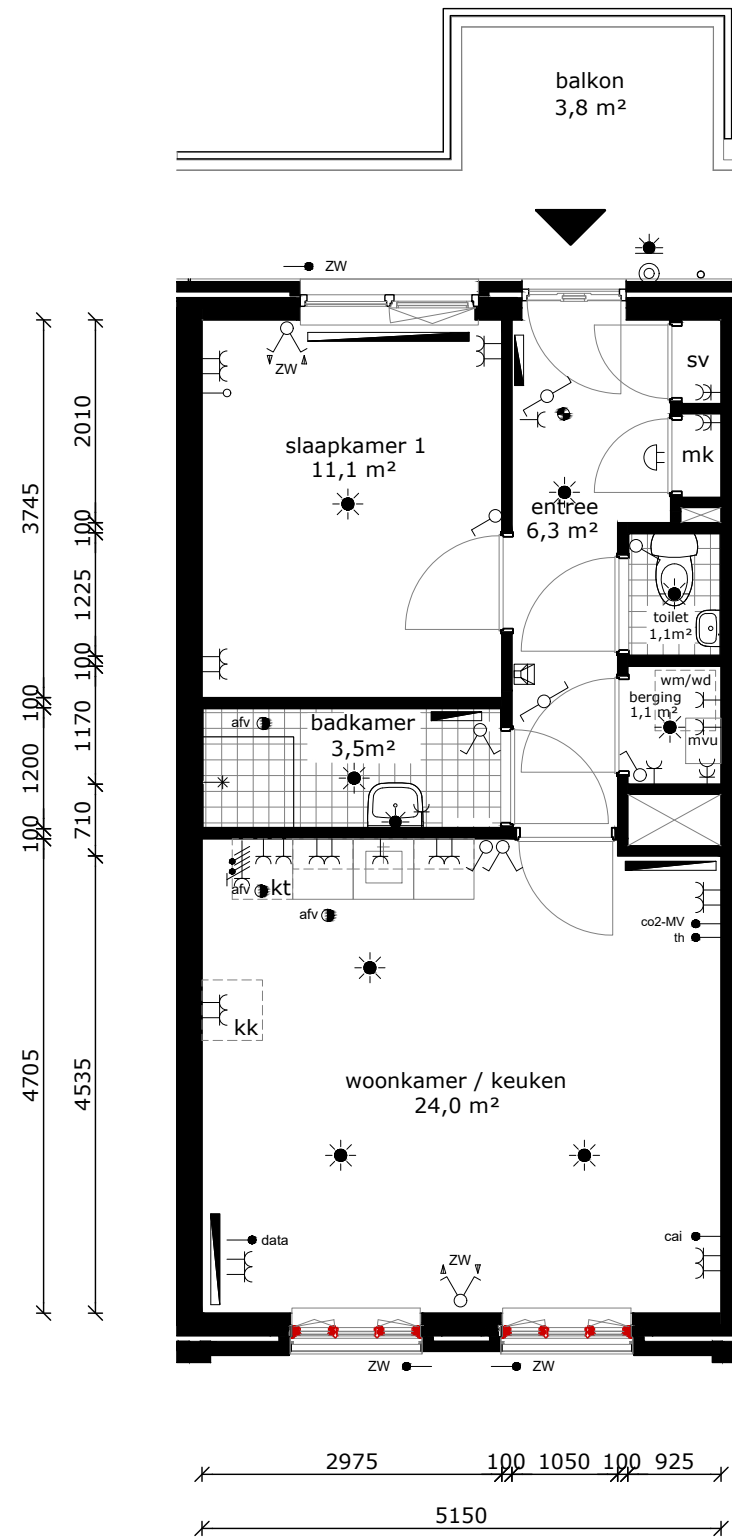 balkon
3,8 m²
ZW
ZW
sv
slaapkamer 1
11,1 m²
mk
entree
6,3 m²
toilet
1,1m²
wm/wd
berging
1,1 m²
mvu
afv
badkamer
3,5m²
afv
kt
afv
co2-MV
th
kk
woonkamer / keuken
24,0 m²
data
cai
ZW
ZW
ZW
3745
100
1200
100
4705
2010
100
1225
100
1170
710
4535
2975
100
1050
100
925
5150